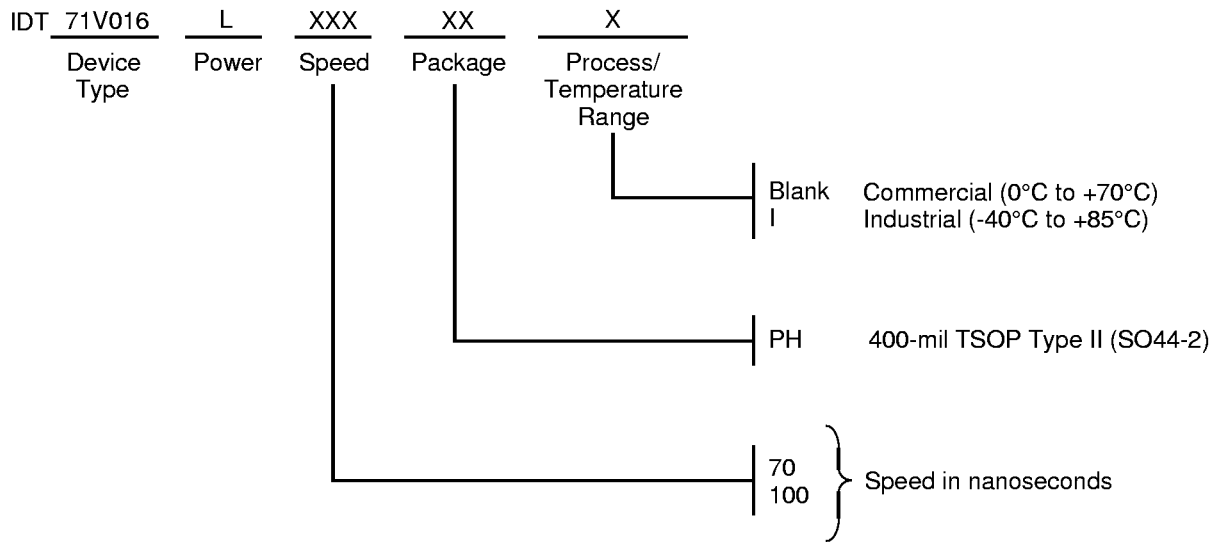 IDT 71V016 L XXX XX X
Device Type
Power
Speed
Package
Process/
Temperature
Range
Blank Commercial (0°C to +70°C)
I Industrial (-40°C to +85°C)
PH 400-mil TSOP Type II (SO44-2)
70
100
Speed in nanoseconds